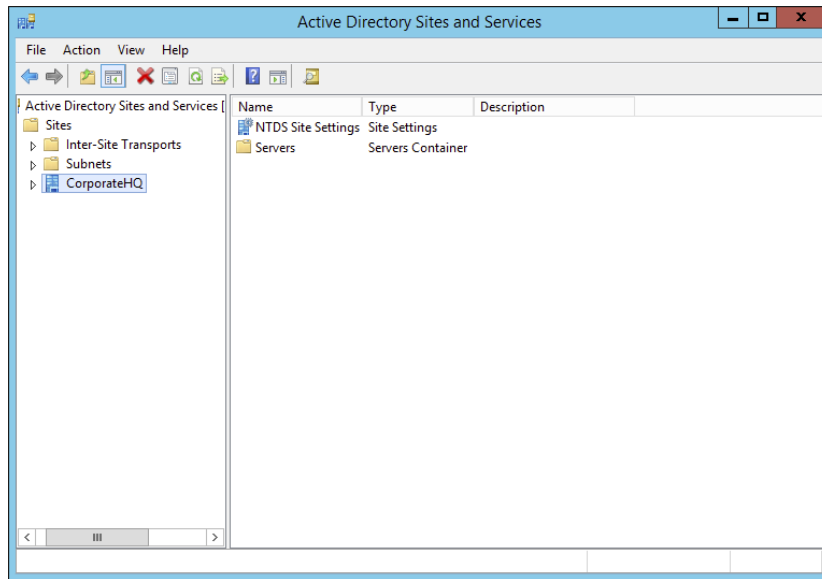 Active Directory Sites and Services
File Action View Help
Active Directory Sites and Services [
Name Type Description
Sites
NTDS Site Settings Site Settings
Inter-Site Transports
Servers Servers Container
Subnets
CorporateHQ